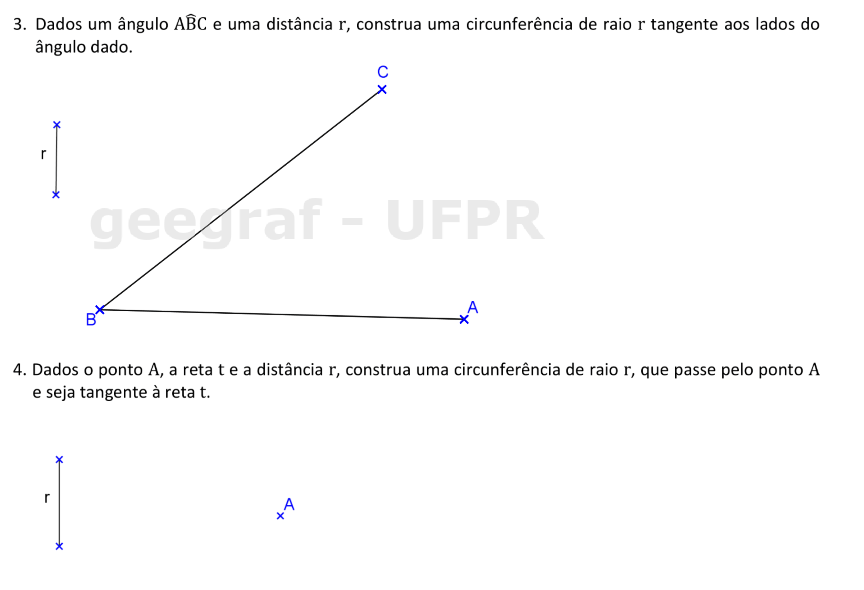 3. Dados um ângulo AB̂C e uma distância r, construa uma circunferência de raio r tangente aos lados do
ângulo dado.
C
r
geegraf - UFPR
A
B
4. Dados o ponto A, a reta t e a distância r, construa uma circunferência de raio r, que passe pelo ponto A
e seja tangente à reta t.
r
A